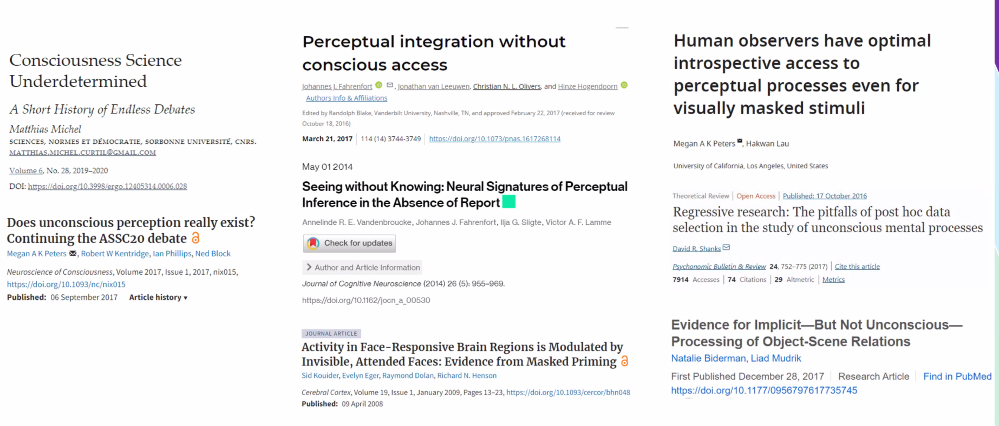 Consciousness Science
Underdetermined
A Short History of Endless Debates
Matthias Michel
SCIENCES, NORMES ET DÉMOCRATIE, SORBONNE UNIVERSITÉ, CNRS.
MATTHIAS.MICHEL.CURTIL@GMAIL.COM
Volume 6, No. 28, 2019–2020
DOI: https://doi.org/10.3998/ergo.12405314.0006.028
Does unconscious perception really exist?
Continuing the ASSC20 debate
Megan A K Peters, Robert W Kentridge, Ian Phillips, Ned Block
Neuroscience of Consciousness, Volume 2017, Issue 1, 2017, nix015,
https://doi.org/10.1093/nc/nix015
Published: 06 September 2017 Article history ▾
Perceptual integration without
conscious access
Johannes J. Fahrenfort iD, Jonathan van Leeuwen, Christian N. L. Olivers, and Hinze Hogendoorn iD
Authors Info & Affiliations
Edited by Randolph Blake, Vanderbilt University, Nashville, TN, and approved February 22, 2017 (received for review
October 18, 2016)
March 21, 2017 | 114 (14) 3744-3749 | https://doi.org/10.1073/pnas.1617268114
May 01 2014
Seeing without Knowing: Neural Signatures of Perceptual
Inference in the Absence of Report
Annelinde R. E. Vandenbroucke, Johannes J. Fahrenfort, Ilja G. Sligte, Victor A. F. Lamme
Check for updates
> Author and Article Information
Journal of Cognitive Neuroscience (2014) 26 (5): 955–969.
https://doi.org/10.1162/jocn_a_00530
JOURNAL ARTICLE
Activity in Face-Responsive Brain Regions is Modulated by
Invisible, Attended Faces: Evidence from Masked Priming
Sid Kouider, Evelyn Eger, Raymond Dolan, Richard N. Henson
Cerebral Cortex, Volume 19, Issue 1, January 2009, Pages 13–23, https://doi.org/10.1093/cercor/bhn048
Published: 09 April 2008
Human observers have optimal
introspective access to
perceptual processes even for
visually masked stimuli
Megan A K Peters, Hakwan Lau
University of California, Los Angeles, United States
Theoretical Review | Open Access | Published: 17 October 2016
Regressive research: The pitfalls of post hoc data
selection in the study of unconscious mental processes
David R. Shanks
Psychonomic Bulletin & Review 24, 752–775 (2017) | Cite this article
7914 Accesses | 74 Citations | 29 Altmetric | Metrics
Evidence for Implicit—But Not Unconscious—
Processing of Object-Scene Relations
Natalie Biderman, Liad Mudrik
First Published December 28, 2017 | Research Article | Find in PubMed
https://doi.org/10.1177/0956797617735745